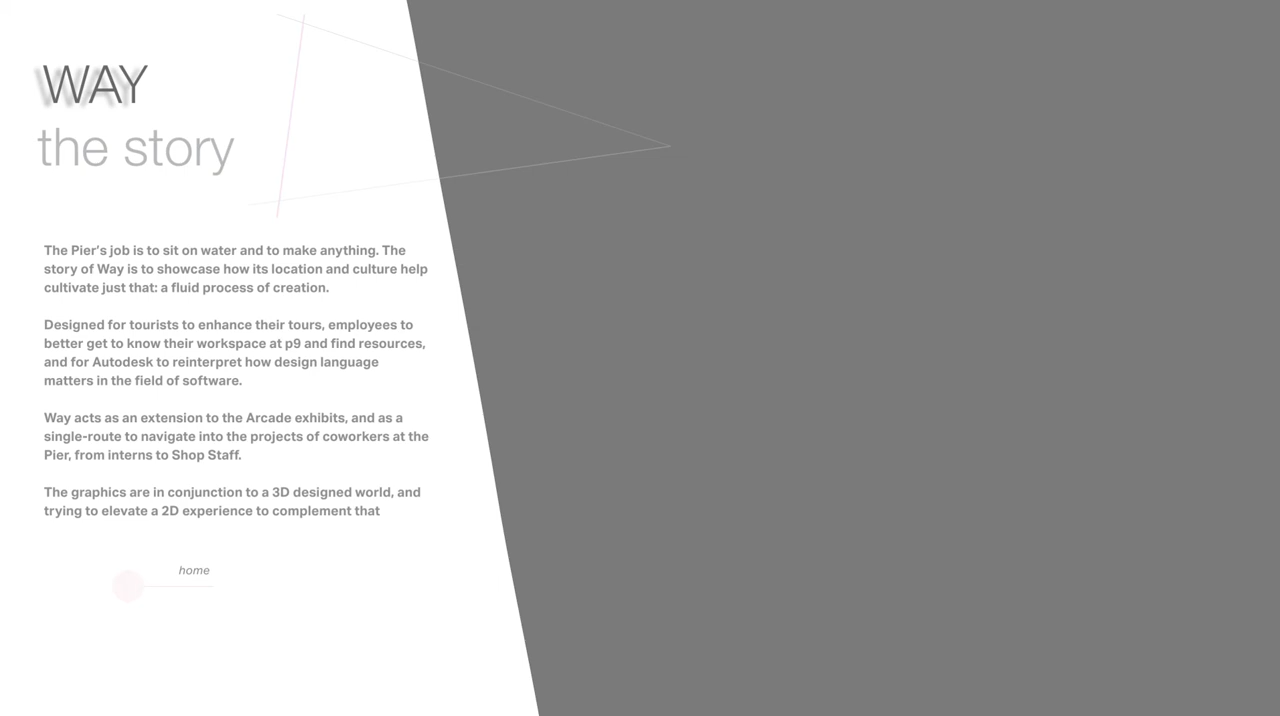 WAY
the story
The Pier's job is to sit on water and to make anything. The
story of Way is to showcase how its location and culture help
cultivate just that: a fluid process of creation.
Designed for tourists to enhance their tours, employees to
better get to know their workspace at p9 and find resources,
and for Autodesk to reinterpret how design language
matters in the field of software.
Way acts as an extension to the Arcade exhibits, and as a
single-route to navigate into the projects of coworkers at the
Pier, from interns to Shop Staff.
The graphics are in conjunction to a 3D designed world, and
trying to elevate a 2D experience to complement that
home